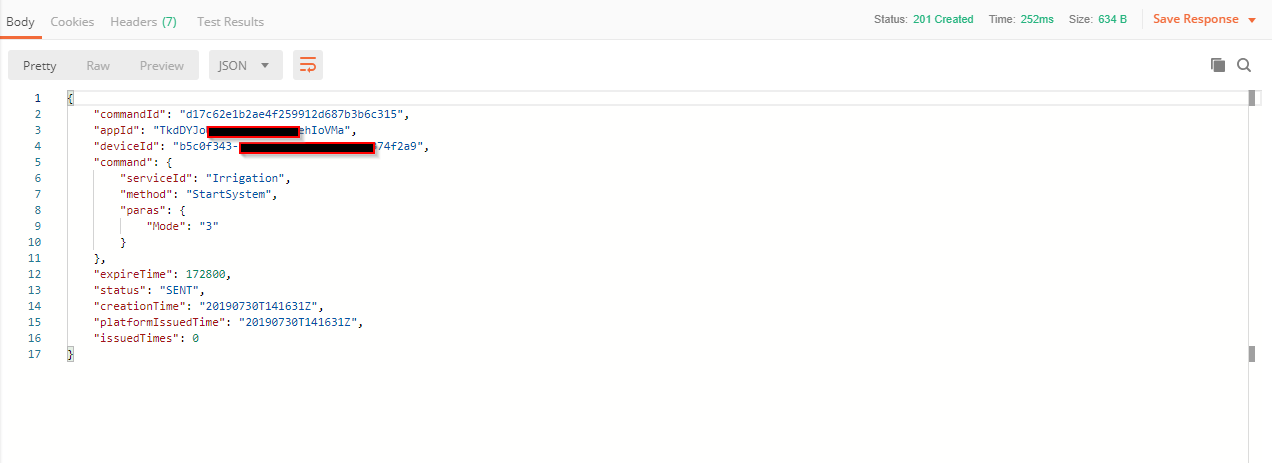 Body Cookies Headers (7) Test Results Status: 201 Created Time: 252ms Size: 634 B Save Response
Pretty Raw Preview JSON
1 {
2 "commandId": "d17c62e1b2ae4f259912d687b3b6c315",
3 "appId": "TkdDYJo ehIoVMa",
4 "deviceId": "b5c0f343- 74f2a9",
5 "command": {
6 "serviceId": "Irrigation",
7 "method": "StartSystem",
8 "paras": {
9 "Mode": "3"
10 }
11 },
12 "expireTime": 172800,
13 "status": "SENT",
14 "creationTime": "20190730T141631Z",
15 "platformIssuedTime": "20190730T141631Z",
16 "issuedTimes": 0
17 }